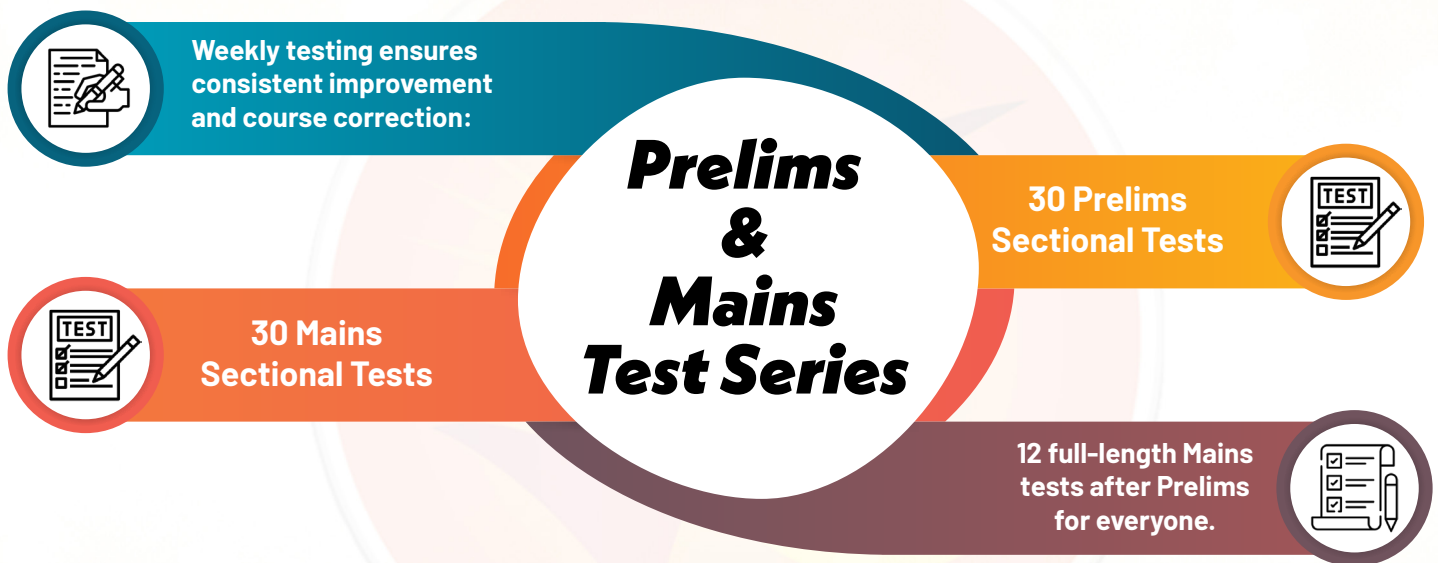 Weekly testing ensures
consistent improvement
and course correction:
Prelims
&
Mains
Test Series
30 Prelims
Sectional Tests
TEST
TEST
30 Mains
Sectional Tests
12 full-length Mains
tests after Prelims
for everyone.